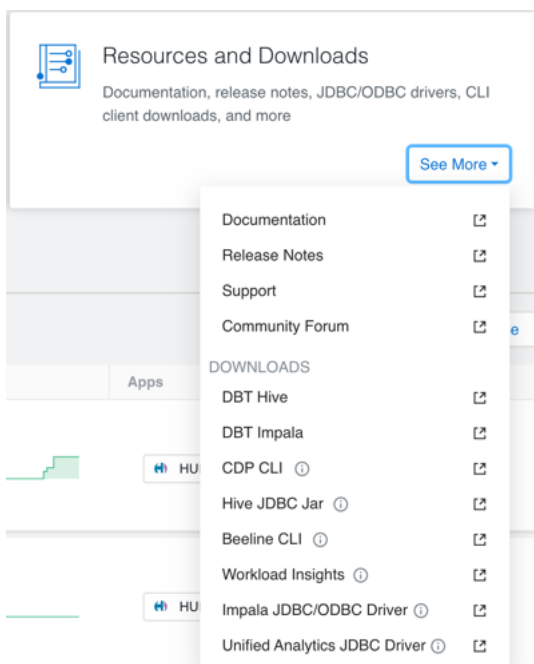 Resources and Downloads
Documentation, release notes, JDBC/ODBC drivers, CLI
client downloads, and more
See More
Documentation
Release Notes
Support
Community Forum
e
DOWNLOADS
Apps
DBT Hive
DBT Impala
CDP CLI
HU
Hive JDBC Jar
Beeline CLI
Workload Insights
HU
Impala JDBC/ODBC Driver
Unified Analytics JDBC Driver